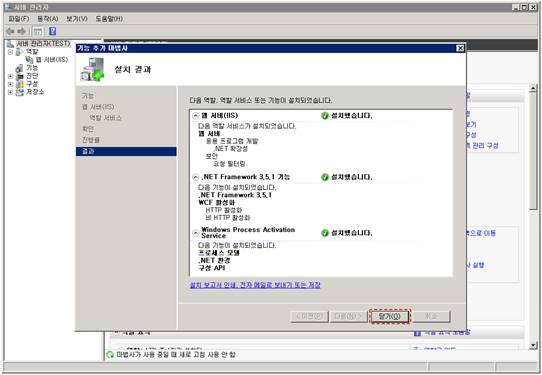 서버 관리자
파일(F) 동작(A) 보기(V) 도움말(H)
서버 관리자(TEST)
역할
웹 서버(IIS)
기능
진단
구성
저장소
기능 추가 마법사
설치 결과
기능
웹 서버(IIS)
역할 서비스
확인
진행률
결과
다음 역할, 역할 서비스 또는 기능이 설치되었습니다.
웹 서버(IIS) 설치했습니다.
다음 역할 서비스가 설치되었습니다.
웹 서버
응용 프로그램 개발
.NET 확장성
보안
요청 필터링
.NET Framework 3.5.1 기능 설치했습니다.
다음 기능이 설치되었습니다.
.NET Framework 3.5.1
WCF 활성화
HTTP 활성화
비 HTTP 활성화
Windows Process Activation Service 설치했습니다.
다음 기능이 설치되었습니다.
프로세스 모델
.NET 환경
구성 API
설치 보고서 인쇄, 전자 메일로 보내기 또는 저장
< 이전(P) 다음(N) > 닫기(O) 취소
보기
구성
관리 구성
으로 이동
사 실행
마법사가 사용 중일 때 새로 고침 사용 안 함